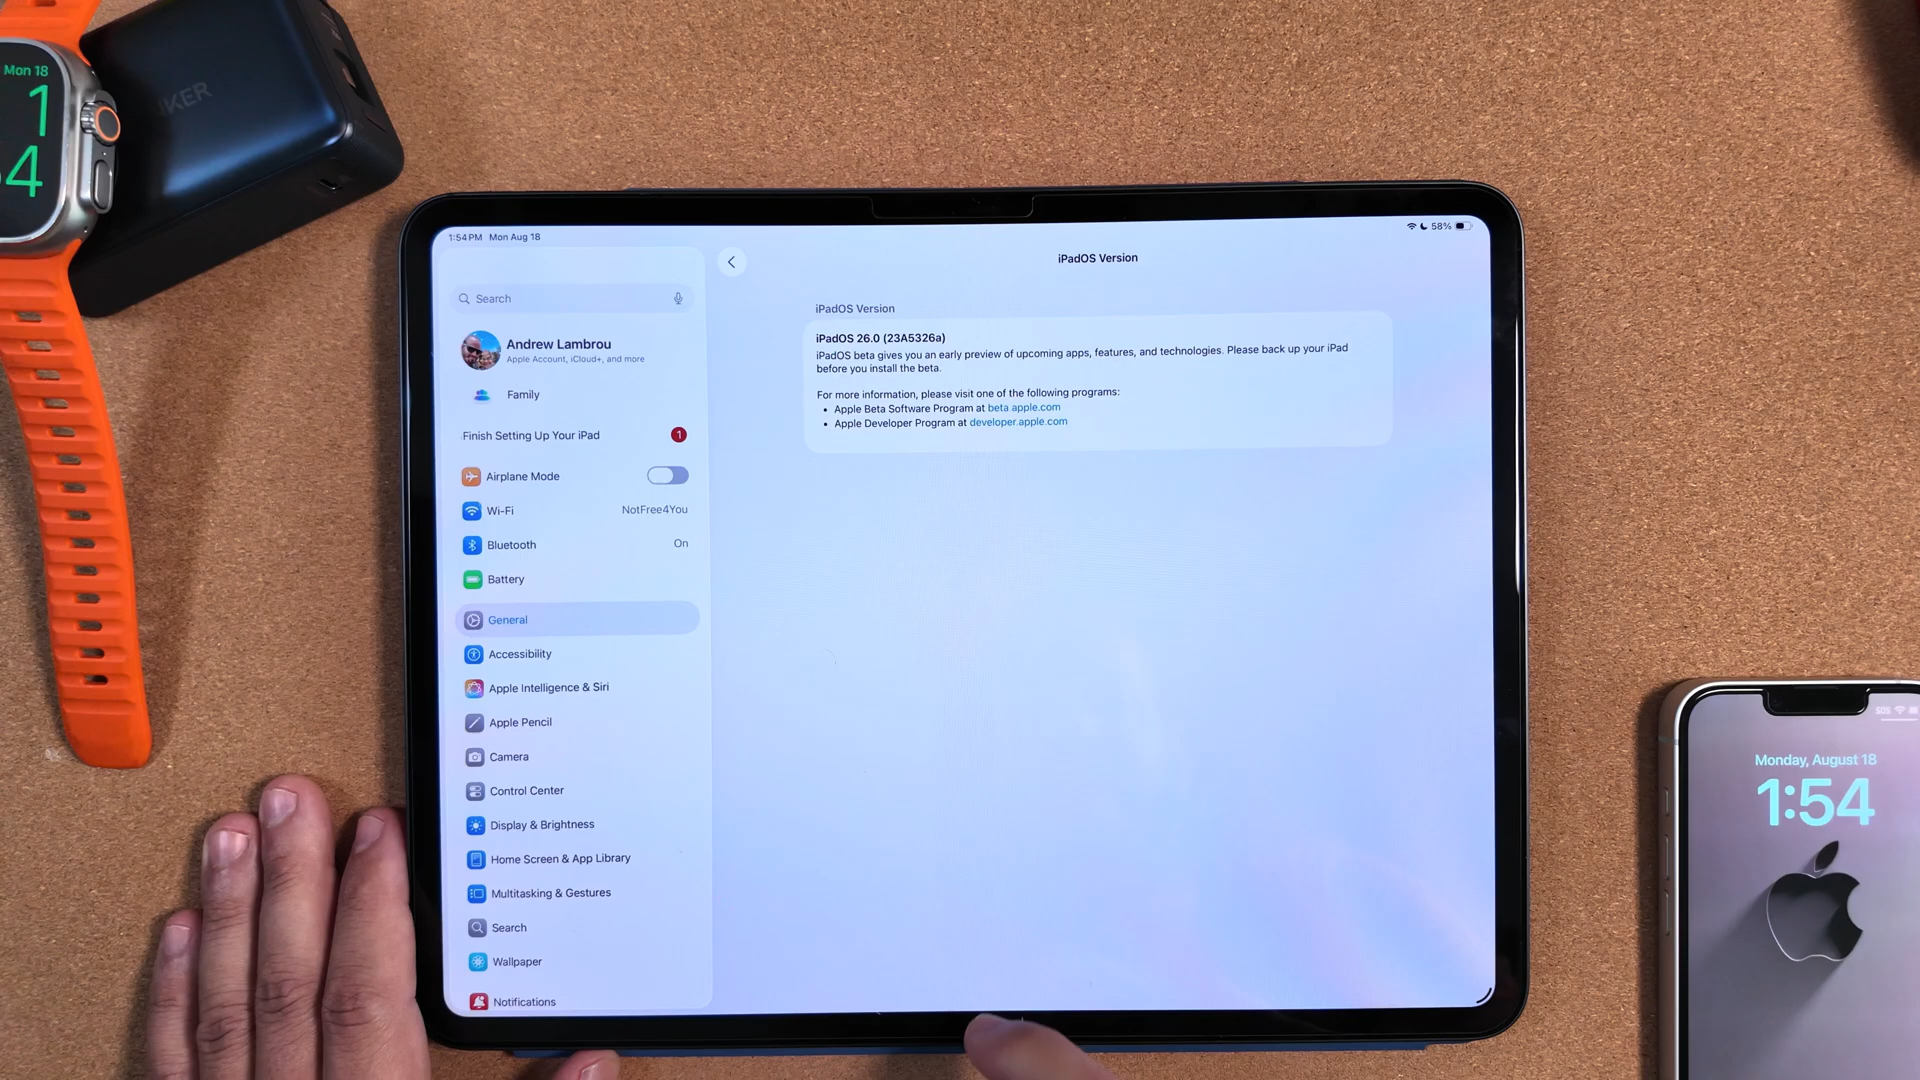 Mon 18
1
4
1:54 PM Mon Aug 18
58%
Search
Andrew Lambrou
Apple Account, iCloud+, and more
Family
Finish Setting Up Your iPad
1
Airplane Mode
Wi-Fi
NotFree4You
Bluetooth
On
Battery
General
Accessibility
Apple Intelligence & Siri
Apple Pencil
Camera
Control Center
Display & Brightness
Home Screen & App Library
Multitasking & Gestures
Search
Wallpaper
Notifications
iPadOS Version
iPadOS Version
iPadOS 26.0 (23A5326a)
iPadOS beta gives you an early preview of upcoming apps, features, and technologies. Please back up your iPad
before you install the beta.
For more information, please visit one of the following programs:
• Apple Beta Software Program at beta.apple.com
• Apple Developer Program at developer.apple.com
SOS
Monday, August 18
1:54